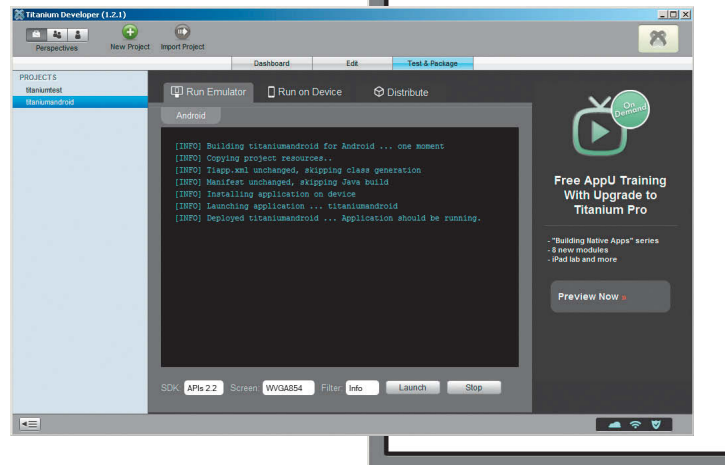 Titanium Developer (1.2.1)
Perspectives
New Project
Import Project
Dashboard
Edit
Test & Package
PROJECTS
titaniumtest
titaniumandroid
Run Emulator
Run on Device
Distribute
Android
[INFO] Building titaniumandroid for Android ... one moment
[INFO] Copying project resources..
[INFO] Tiapp.xml unchanged, skipping class generation
[INFO] Manifest unchanged, skipping Java build
[INFO] Installing application on device
[INFO] Launching application ... titaniumandroid
[INFO] Deployed titaniumandroid ... Application should be running.
SDK: APIs 2.2 Screen: WVGA854 Filter: Info Launch Stop
On
Demand
Free AppU Training
With Upgrade to
Titanium Pro
- "Building Native Apps" series
- 8 new modules
- iPad lab and more
Preview Now »